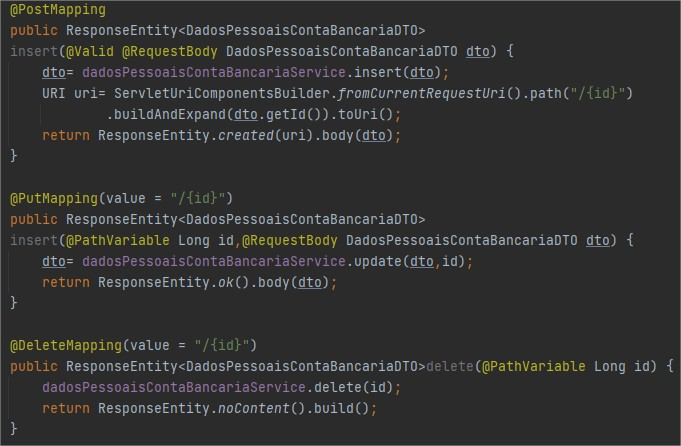 @PostMapping
public ResponseEntity<DadosPessoaisContaBancariaDTO>
insert(@Valid @RequestBody DadosPessoaisContaBancariaDTO dto) {
dto= dadosPessoaisContaBancariaService.insert(dto);
URI uri= ServletUriComponentsBuilder.fromCurrentRequestUri().path("/{id}")
.buildAndExpand(dto.getId()).toUri();
return ResponseEntity.created(uri).body(dto);
}
@PutMapping(value = "/{id}")
public ResponseEntity<DadosPessoaisContaBancariaDTO>
insert(@PathVariable Long id,@RequestBody DadosPessoaisContaBancariaDTO dto) {
dto= dadosPessoaisContaBancariaService.update(dto,id);
return ResponseEntity.ok().body(dto);
}
@DeleteMapping(value = "/{id}")
public ResponseEntity<DadosPessoaisContaBancariaDTO>delete(@PathVariable Long id) {
dadosPessoaisContaBancariaService.delete(id);
return ResponseEntity.noContent().build();
}